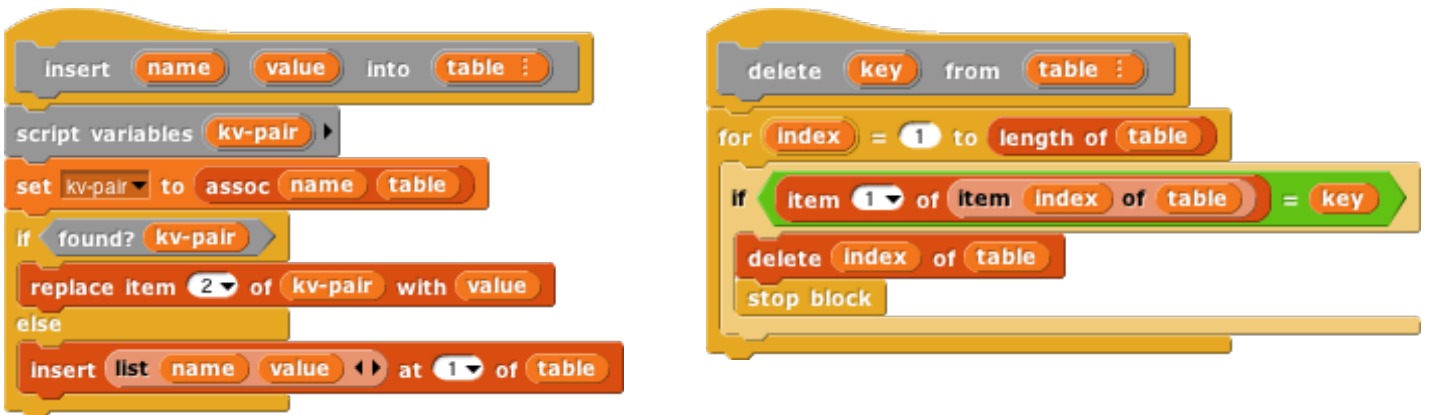 insert name value into table ⋮
script variables kv-pair
set kv-pair to assoc name table
if found? kv-pair
replace item 2 of kv-pair with value
else
insert list name value at 1 of table
delete key from table ⋮
for index = 1 to length of table
if item 1 of item index of table = key
delete index of table
stop block